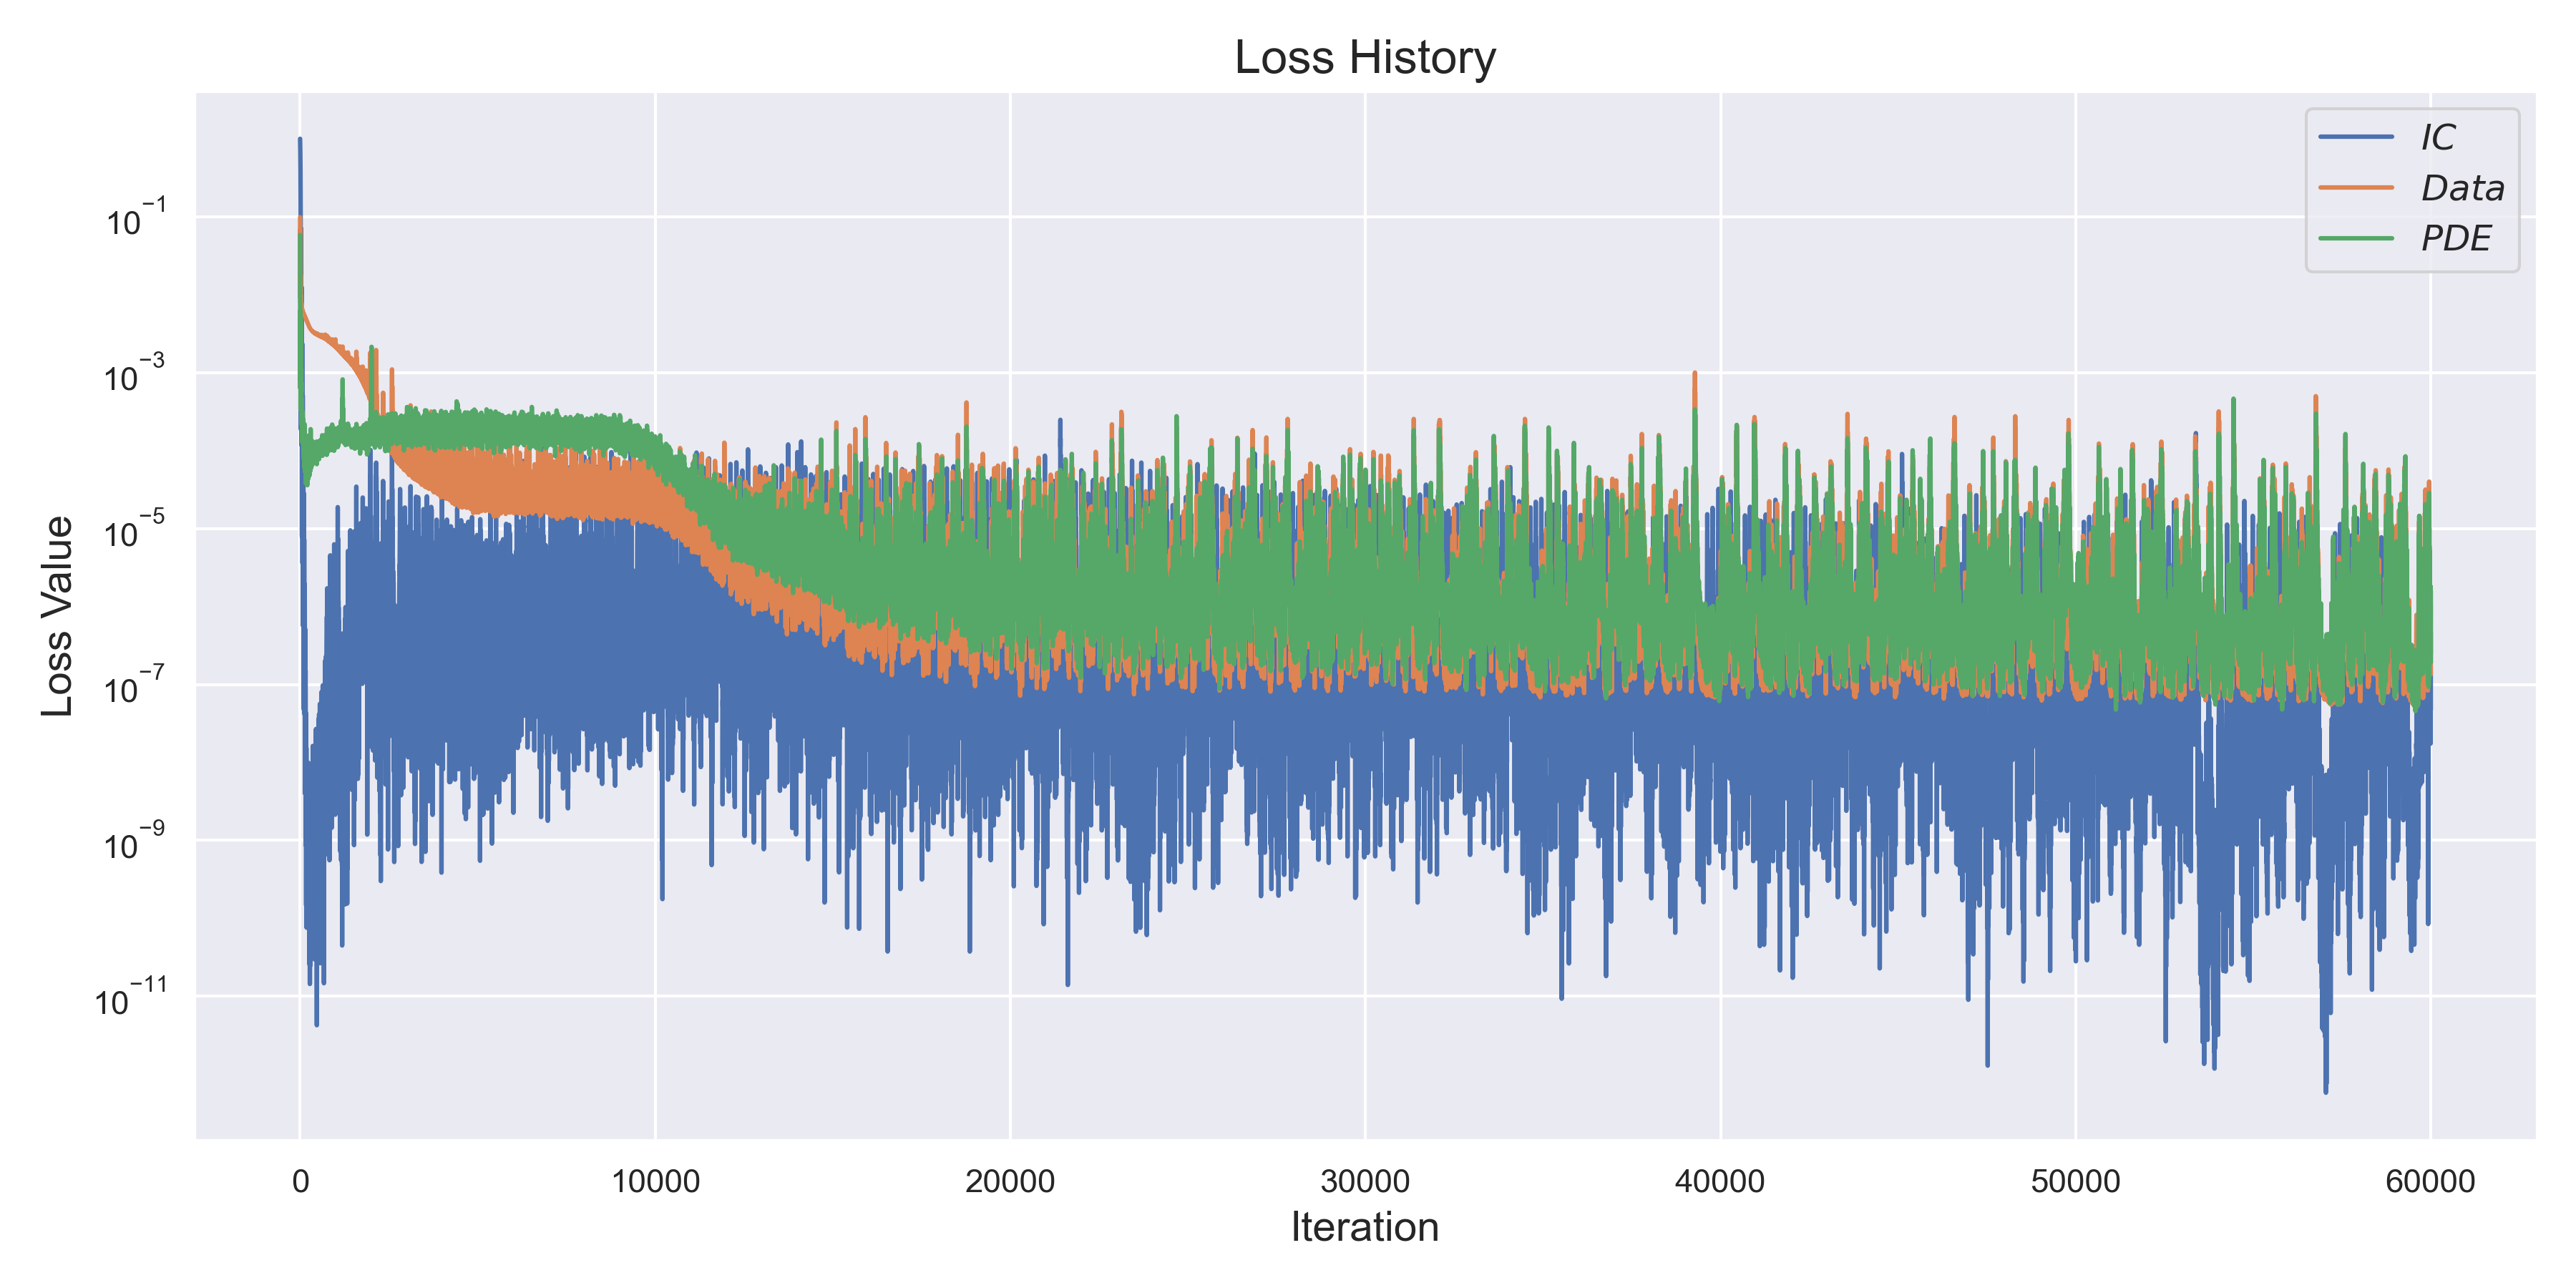 Loss History
IC
Data
PDE
Loss Value
10⁻¹
10⁻³
10⁻⁵
10⁻⁷
10⁻⁹
10⁻¹¹
0 10000 20000 30000 40000 50000 60000
Iteration